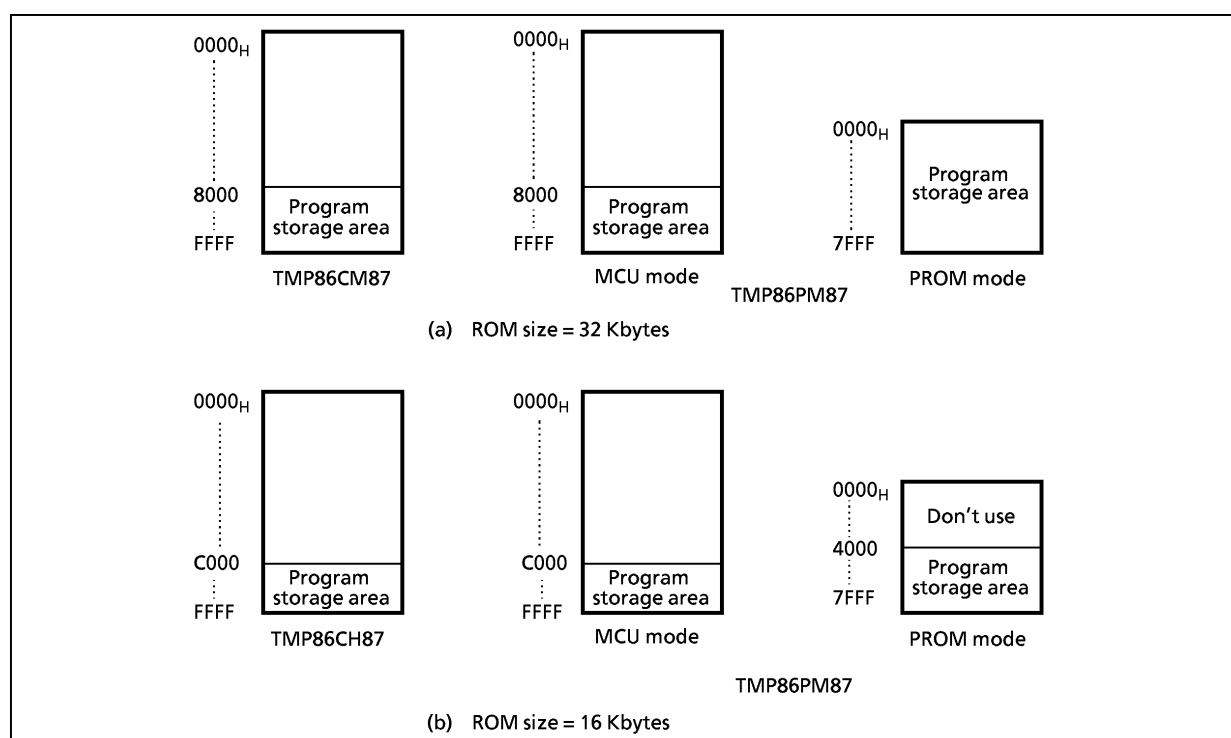 0000H
8000
FFFF
Program
storage area
TMP86CM87
0000H
8000
FFFF
Program
storage area
MCU mode
0000H
7FFF
Program
storage area
PROM mode
TMP86PM87
(a) ROM size = 32 Kbytes
0000H
C000
FFFF
Program
storage area
TMP86CH87
0000H
C000
FFFF
Program
storage area
MCU mode
0000H
4000
7FFF
Don't use
Program
storage area
PROM mode
TMP86PM87
(b) ROM size = 16 Kbytes